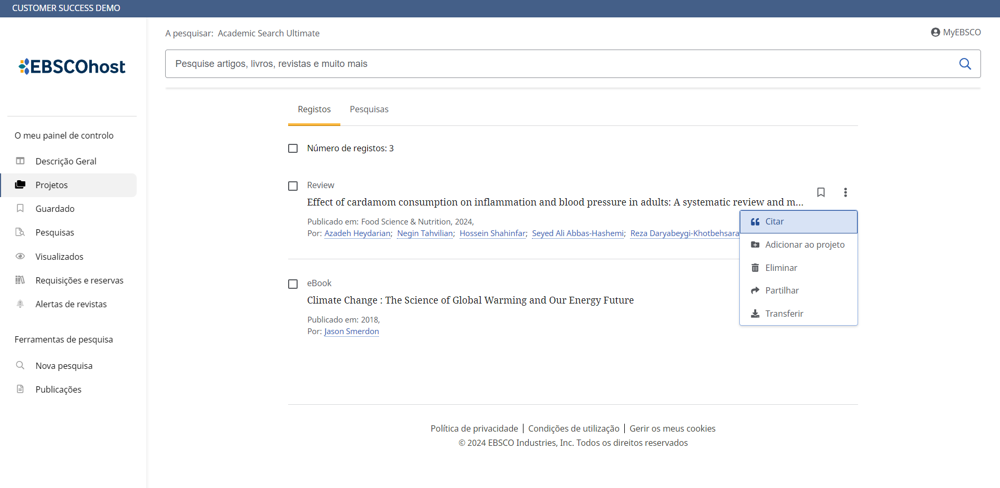 CUSTOMER SUCCESS DEMO
A pesquisar: Academic Search Ultimate
MyEBSCO
EBSCOhost
Pesquise artigos, livros, revistas e muito mais
O meu painel de controlo
Descrição Geral
Projetos
Guardado
Pesquisas
Visualizados
Requisições e reservas
Alertas de revistas
Ferramentas de pesquisa
Nova pesquisa
Publicações
Registos
Pesquisas
Número de registos: 3
Review
Effect of cardamom consumption on inflammation and blood pressure in adults: A systematic review and m...
Publicado em: Food Science & Nutrition, 2024,
Por: Azadeh Heydarian; Negin Tahvilian; Hossein Shahinfar; Seyed Ali Abbas-Hashemi; Reza Daryabeygi-Khotbehsara
Citar
Adicionar ao projeto
Eliminar
Partilhar
Transferir
eBook
Climate Change : The Science of Global Warming and Our Energy Future
Publicado em: 2018,
Por: Jason Smerdon
Política de privacidade | Condições de utilização | Gerir os meus cookies
© 2024 EBSCO Industries, Inc. Todos os direitos reservados